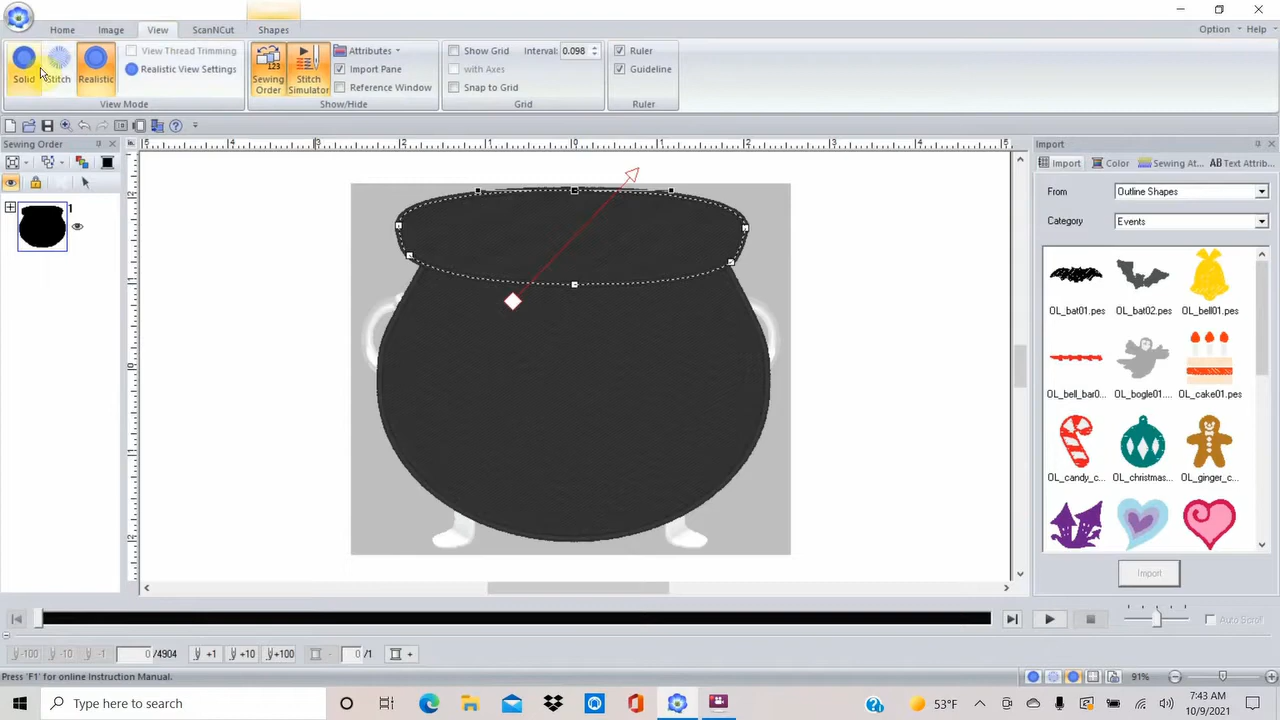 Home Image View ScanNCut Shapes Option Help
Solid Stitch Realistic
View Thread Trimming
Realistic View Settings
View Mode
Sewing Order
Stitch Simulator
Attributes
Import Pane
Reference Window
Show/Hide
Show Grid Interval: 0.098
with Axes
Snap to Grid
Grid
Ruler
Guideline
Ruler
Sewing Order
1
Import
Import Color Sewing At... Text Attrib...
From Outline Shapes
Category Events
OL_bat01.pes OL_bat02.pes OL_bell01.pes
OL_bell_bar0... OL_bogle01.... OL_cake01.pes
OL_candy_c... OL_christmas... OL_ginger_c...
Import
Auto Scroll
-100 -10 -1 0 /4904 +1 +10 +100 0 /1 +
Press 'F1' for online Instruction Manual.
91%
Type here to search
53°F
7:43 AM
10/9/2021